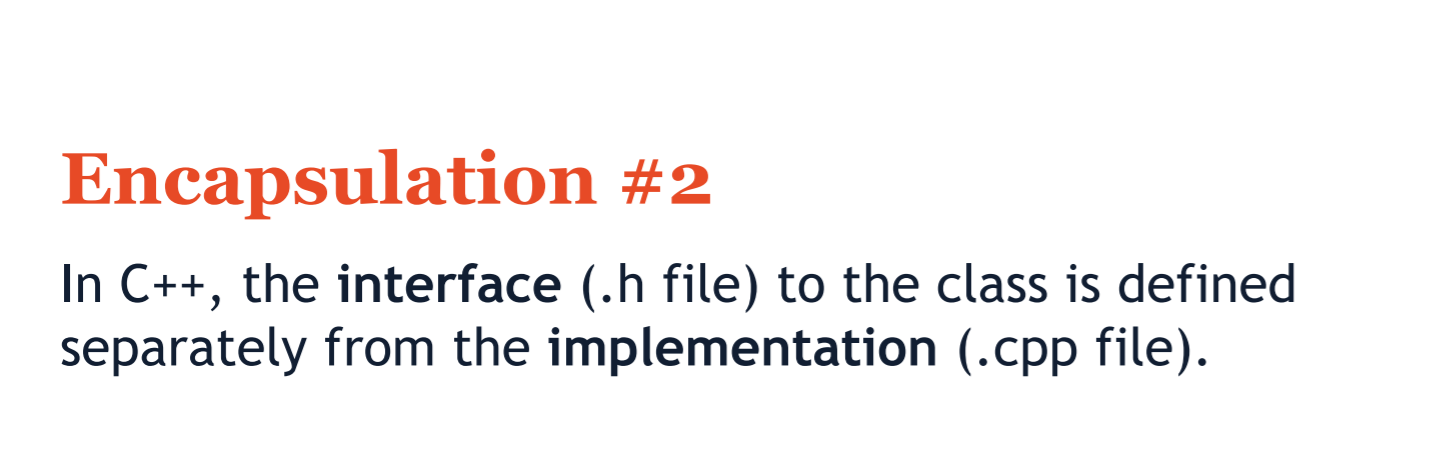 Encapsulation #2
In C++, the interface (.h file) to the class is defined
separately from the implementation (.cpp file).